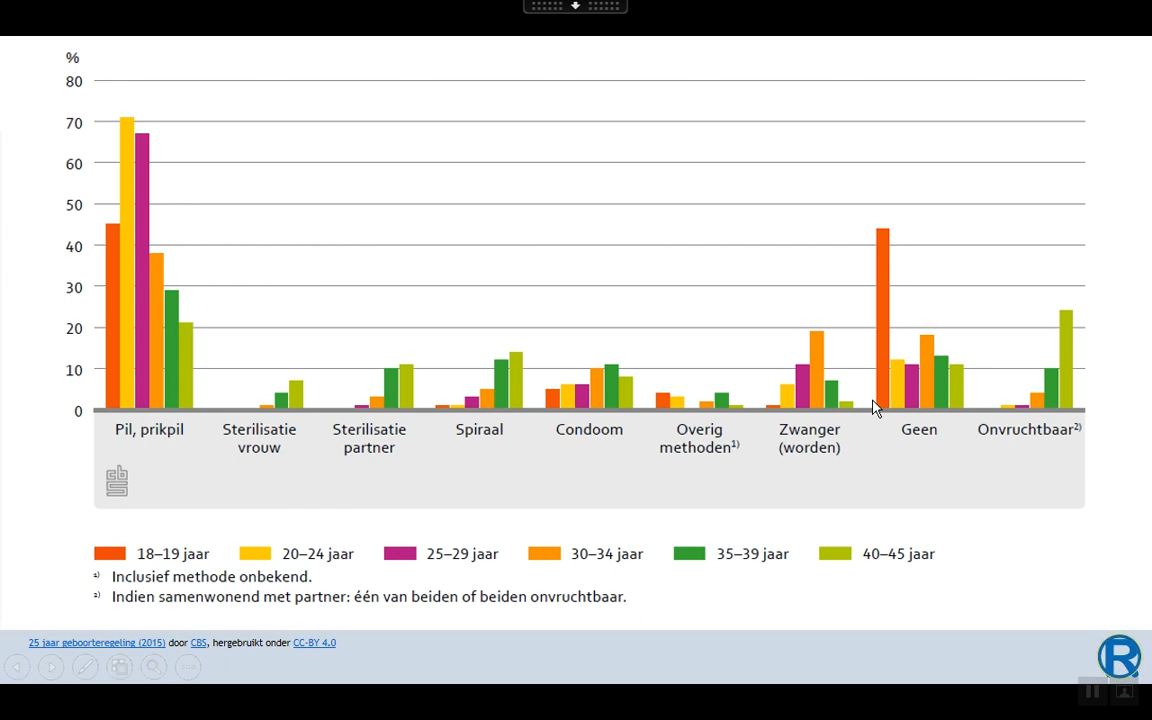 %
80
70
60
50
40
30
20
10
0
Pil, prikpil
Sterilisatie
vrouw
Sterilisatie
partner
Spiraal
Condoom
Overig
methoden1)
Zwanger
(worden)
Geen
Onvruchtbaar2)
18–19 jaar
20–24 jaar
25–29 jaar
30–34 jaar
35–39 jaar
40–45 jaar
1) Inclusief methode onbekend.
2) Indien samenwonend met partner: één van beiden of beiden onvruchtbaar.
25 jaar geboorteregeling (2015) door CBS, hergebruikt onder CC-BY 4.0
R